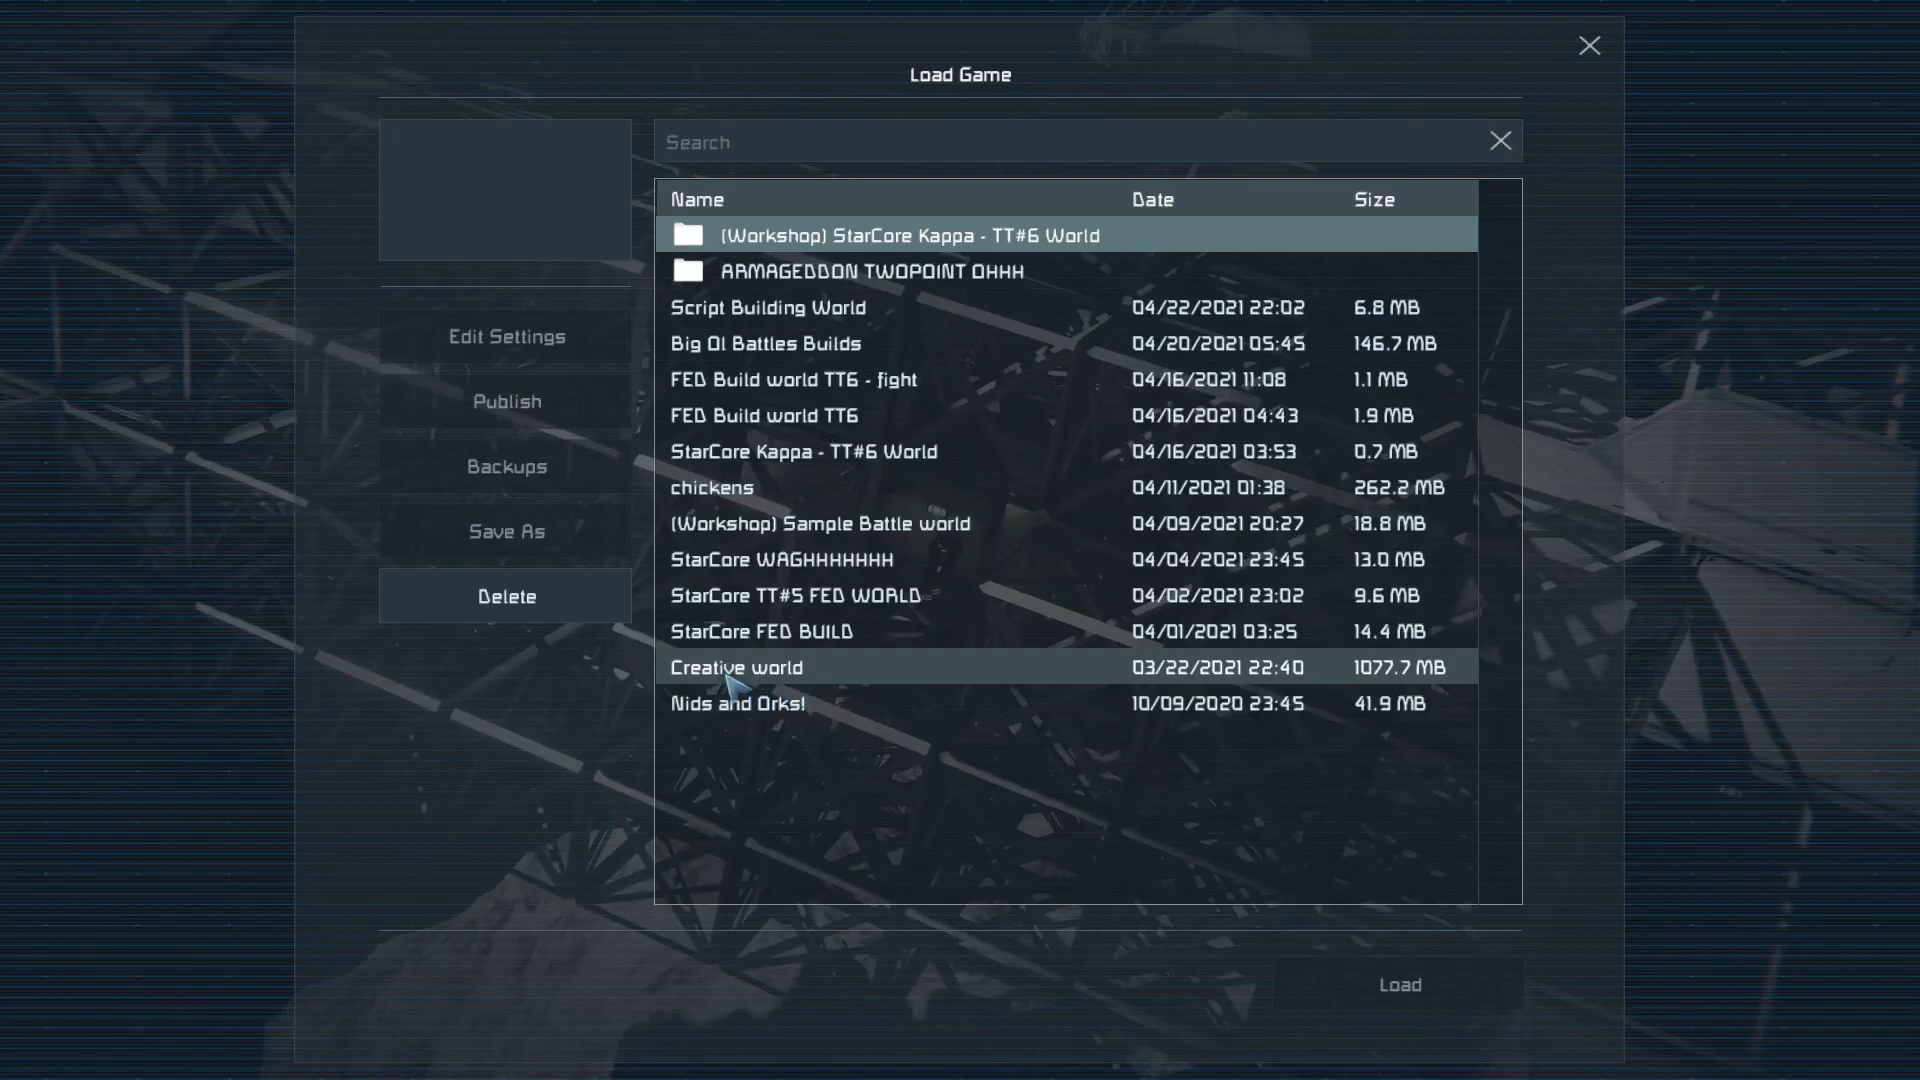 Load Game
Search
Name Date Size
(Workshop) StarCore Kappa - TT#6 World
ARMAGEDDON TWOPOINT OHHH
Script Building World 04/22/2021 22:02 6.8 MB
Big Ol Battles Builds 04/20/2021 05:45 146.7 MB
FED Build world TT6 - fight 04/16/2021 11:08 1.1 MB
FED Build world TT6 04/16/2021 04:43 1.9 MB
StarCore Kappa - TT#6 World 04/16/2021 03:53 0.7 MB
chickens 04/11/2021 01:38 262.2 MB
(Workshop) Sample Battle world 04/09/2021 20:27 18.8 MB
StarCore WAGHHHHHHH 04/04/2021 23:45 13.0 MB
StarCore TT#5 FED WORLD 04/02/2021 23:02 9.6 MB
StarCore FED BUILD 04/01/2021 03:25 14.4 MB
Creative world 03/22/2021 22:40 1077.7 MB
Nids and Orks! 10/09/2020 23:45 41.9 MB
Edit Settings
Publish
Backups
Save As
Delete
Load